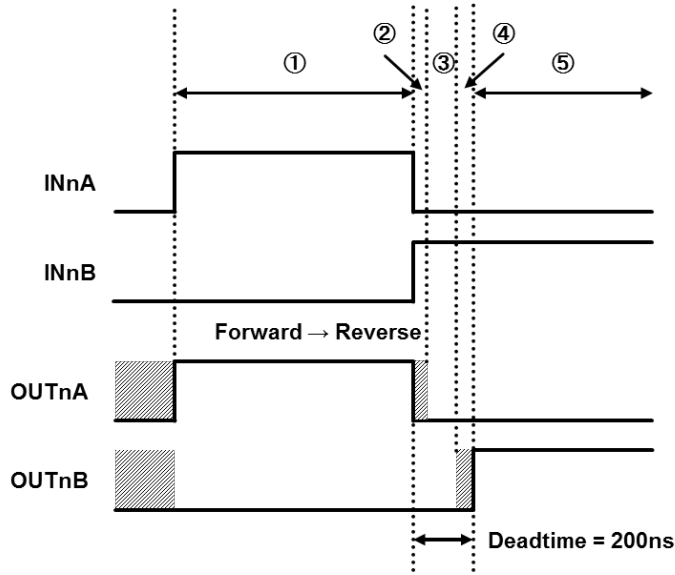 ② ④
① ③ ⑤
INnA
INnB
Forward → Reverse
OUTnA
OUTnB
Deadtime = 200ns